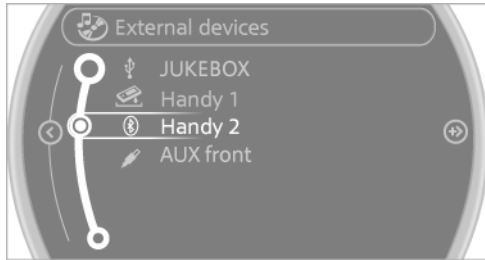 External devices
JUKEBOX
Handy 1
Handy 2
AUX front